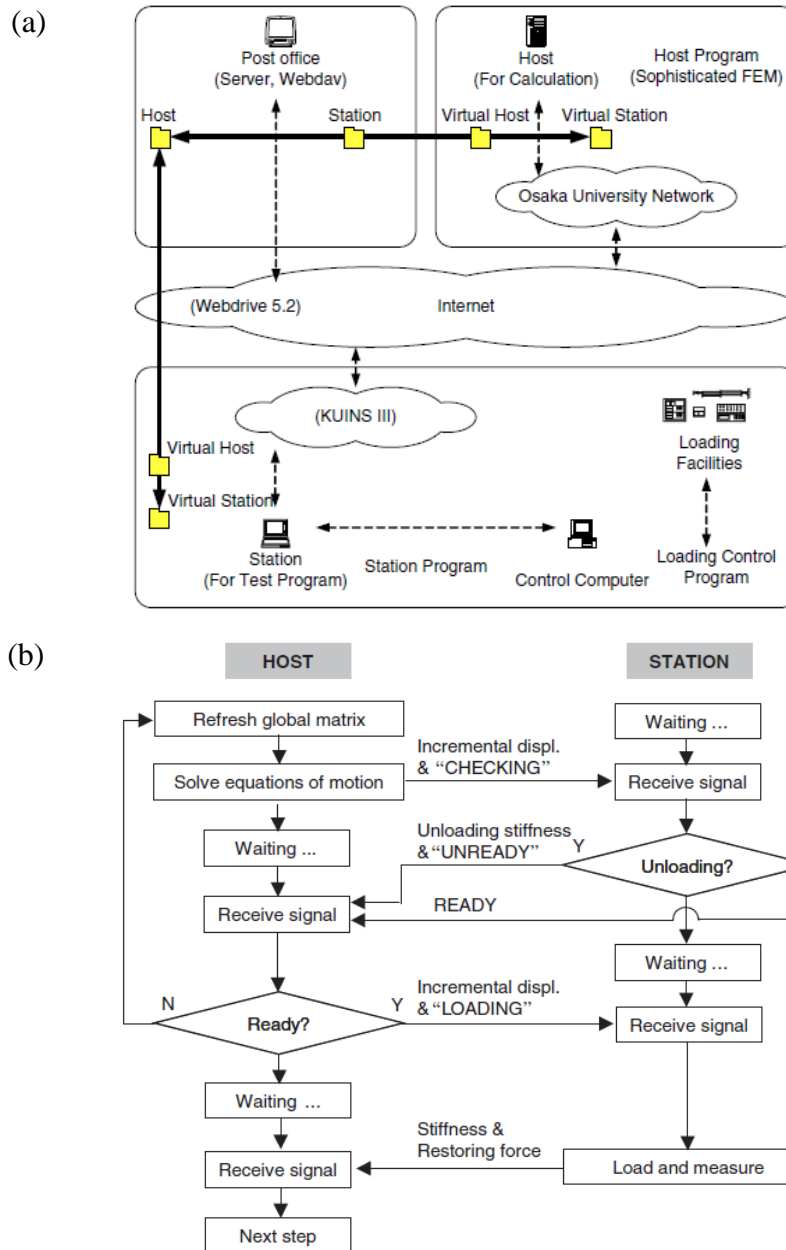 (a)
Post office
(Server, Webdav)
Host
(For Calculation)
Host Program
(Sophisticated FEM)
Host
Station
Virtual Host
Virtual Station
Osaka University Network
(Webdrive 5.2)
Internet
(KUINS III)
Virtual Host
Virtual Station
Loading
Facilities
Station
(For Test Program)
Station Program
Control Computer
Loading Control
Program
(b)
HOST
STATION
Refresh global matrix
Waiting ...
Incremental displ.
& “CHECKING”
Solve equations of motion
Receive signal
Unloading stiffness
&“UNREADY”
Y
Waiting ...
Unloading?
READY
Receive signal
Waiting ...
N
Y
Incremental displ.
&“LOADING”
Ready?
Receive signal
Waiting ...
Stiffness &
Restoring force
Receive signal
Load and measure
Next step